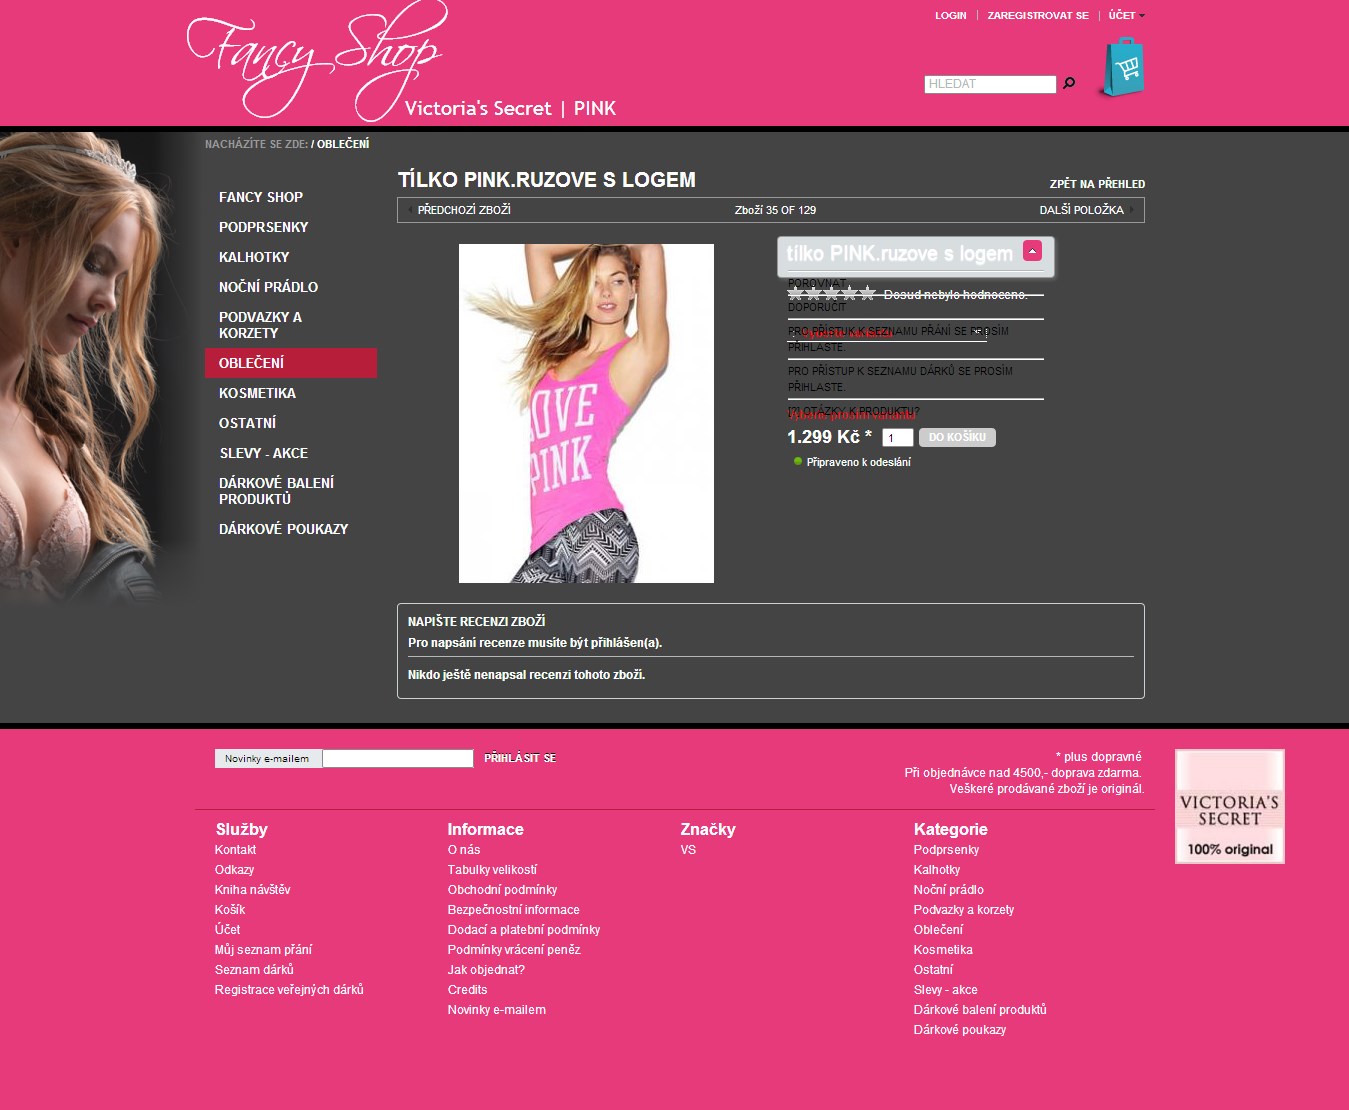 LOGIN
ZAREGISTROVAT SE
ÚČET
Fancy Shop
Victoria's Secret | PINK
HLEDAT
NACHÁZÍTE SE ZDE: / OBLEČENÍ
FANCY SHOP
PODPRSENKY
KALHOTKY
NOČNÍ PRÁDLO
PODVAZKY A
KORZETY
OBLEČENÍ
KOSMETIKA
OSTATNÍ
SLEVY - AKCE
DÁRKOVÉ BALENÍ
PRODUKTŮ
DÁRKOVÉ POUKAZY
TÍLKO PINK.RUZOVE S LOGEM
ZPĚT NA PŘEHLED
PŘEDCHOZÍ ZBOŽÍ
Zboží 35 OF 129
DALŠÍ POLOŽKA
LOVE
PINK
tílko PINK.ruzove s logem
POROVNAT
Dosud nebylo hodnoceno.
DOPORUČIT
PRO PŘÍSTUK K SEZNAMU PŘÁNÍ SE PROSÍM
PŘIHLASTE.
PRO PŘÍSTUP K SEZNAMU DÁRKŮ SE PROSÍM
PŘIHLASTE.
OTÁZKY K PRODUKTU?
1.299 Kč *
1
DO KOŠÍKU
Připraveno k odeslání
NAPIŠTE RECENZI ZBOŽÍ
Pro napsání recenze musíte být přihlášen(a).
Nikdo ještě nenapsal recenzi tohoto zboží.
Novinky e-mailem
PŘIHLÁSIT SE
* plus dopravné
Při objednávce nad 4500,- doprava zdarma.
Veškeré prodávané zboží je originál.
VICTORIA'S
SECRET
100% original
Služby
Kontakt
Odkazy
Kniha návštěv
Košík
Účet
Můj seznam přání
Seznam dárků
Registrace veřejných dárků
Informace
O nás
Tabulky velikostí
Obchodní podmínky
Bezpečnostní informace
Dodací a platební podmínky
Podmínky vrácení peněz
Jak objednat?
Credits
Novinky e-mailem
Značky
VS
Kategorie
Podprsenky
Kalhotky
Noční prádlo
Podvazky a korzety
Oblečení
Kosmetika
Ostatní
Slevy - akce
Dárkové balení produktů
Dárkové poukazy